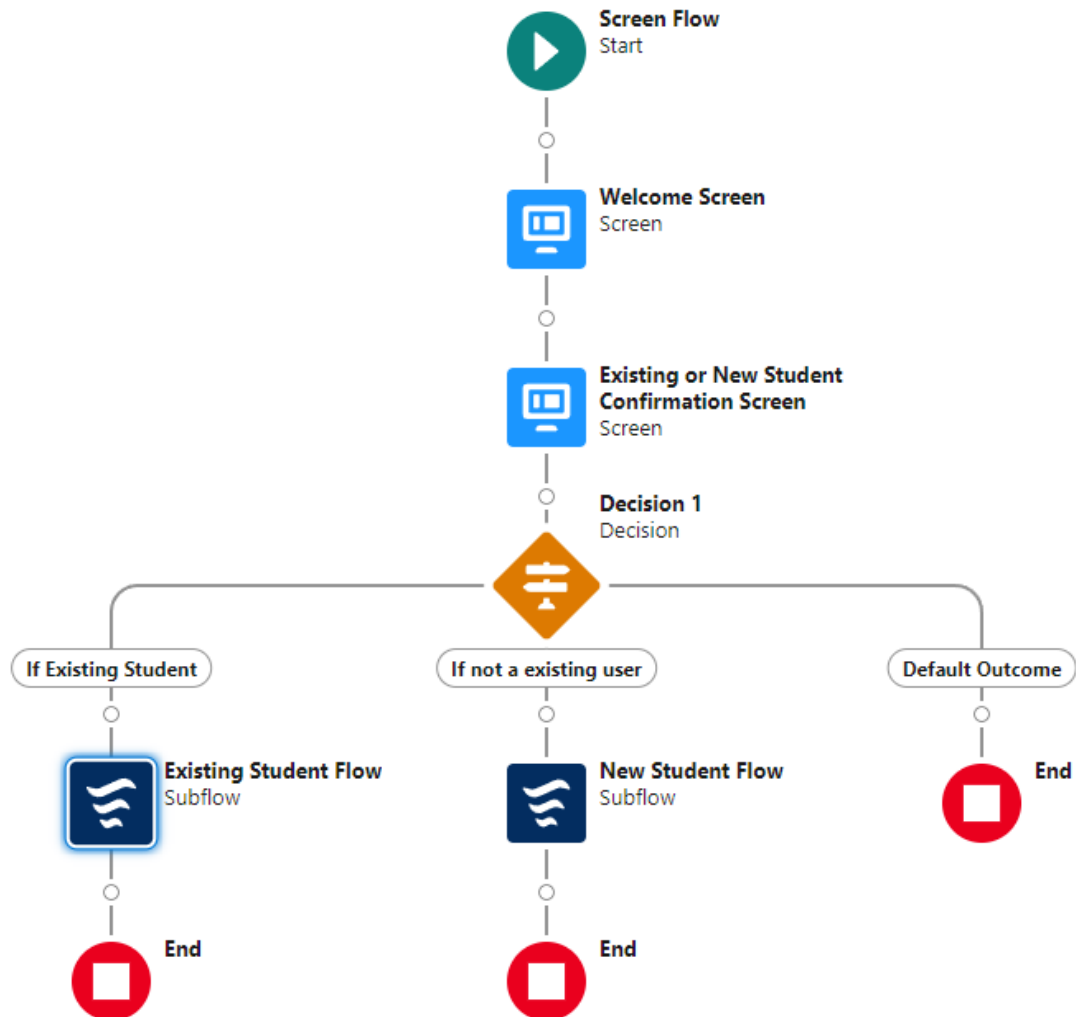 Screen Flow
Start
Welcome Screen
Screen
Existing or New Student
Confirmation Screen
Screen
Decision 1
Decision
If Existing Student
If not a existing user
Default Outcome
Existing Student Flow
Subflow
New Student Flow
Subflow
End
End
End